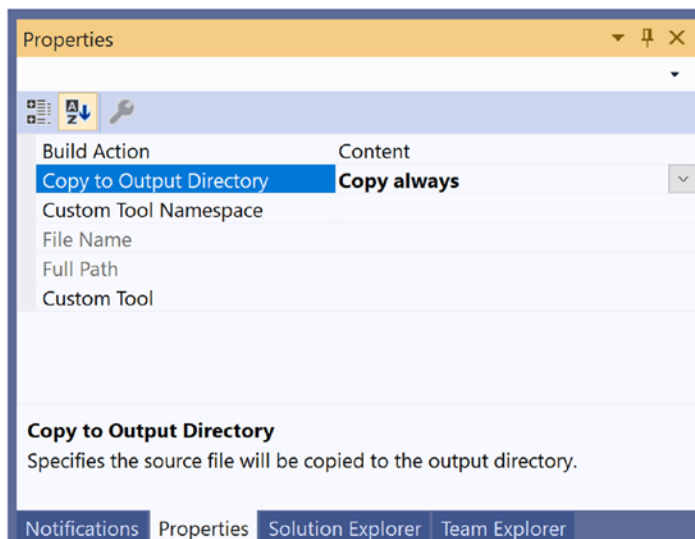 Properties
Build Action Content
Copy to Output Directory Copy always
Custom Tool Namespace
File Name
Full Path
Custom Tool
Copy to Output Directory
Specifies the source file will be copied to the output directory.
Notifications Properties Solution Explorer Team Explorer